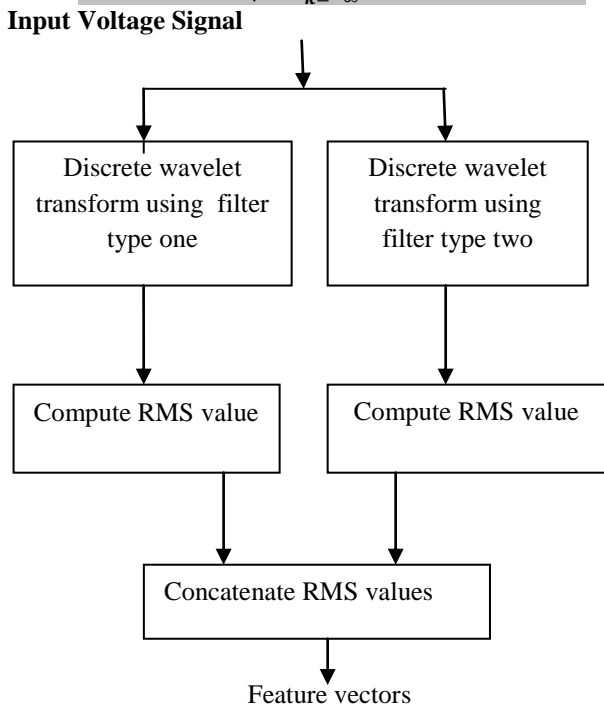 Input Voltage Signal
Discrete wavelet
transform using filter
type one
Discrete wavelet
transform using
filter type two
Compute RMS value
Compute RMS value
Concatenate RMS values
Feature vectors